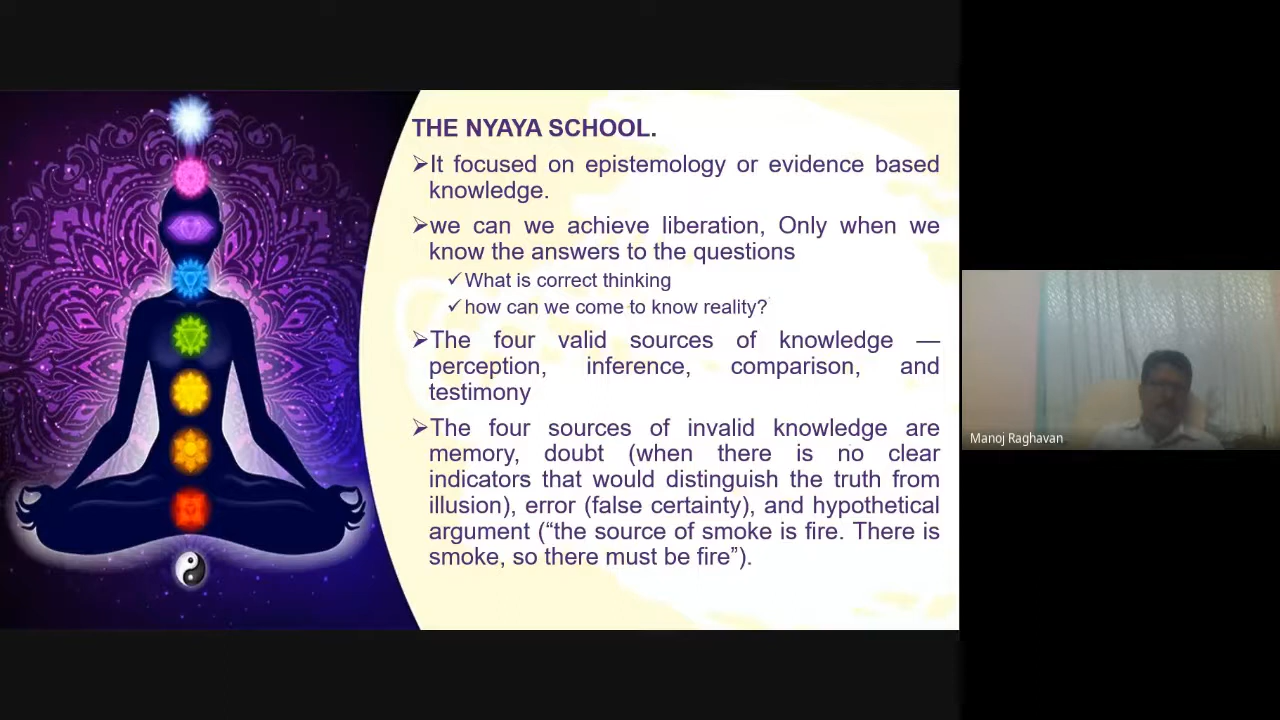 THE NYAYA SCHOOL.
➢It focused on epistemology or evidence based
knowledge.
➢we can we achieve liberation, Only when we
know the answers to the questions
✓What is correct thinking
✓how can we come to know reality?
➢The four valid sources of knowledge —
perception, inference, comparison, and
testimony
➢The four sources of invalid knowledge are
memory, doubt (when there is no clear
indicators that would distinguish the truth from
illusion), error (false certainty), and hypothetical
argument (“the source of smoke is fire. There is
smoke, so there must be fire”).
Manoj Raghavan